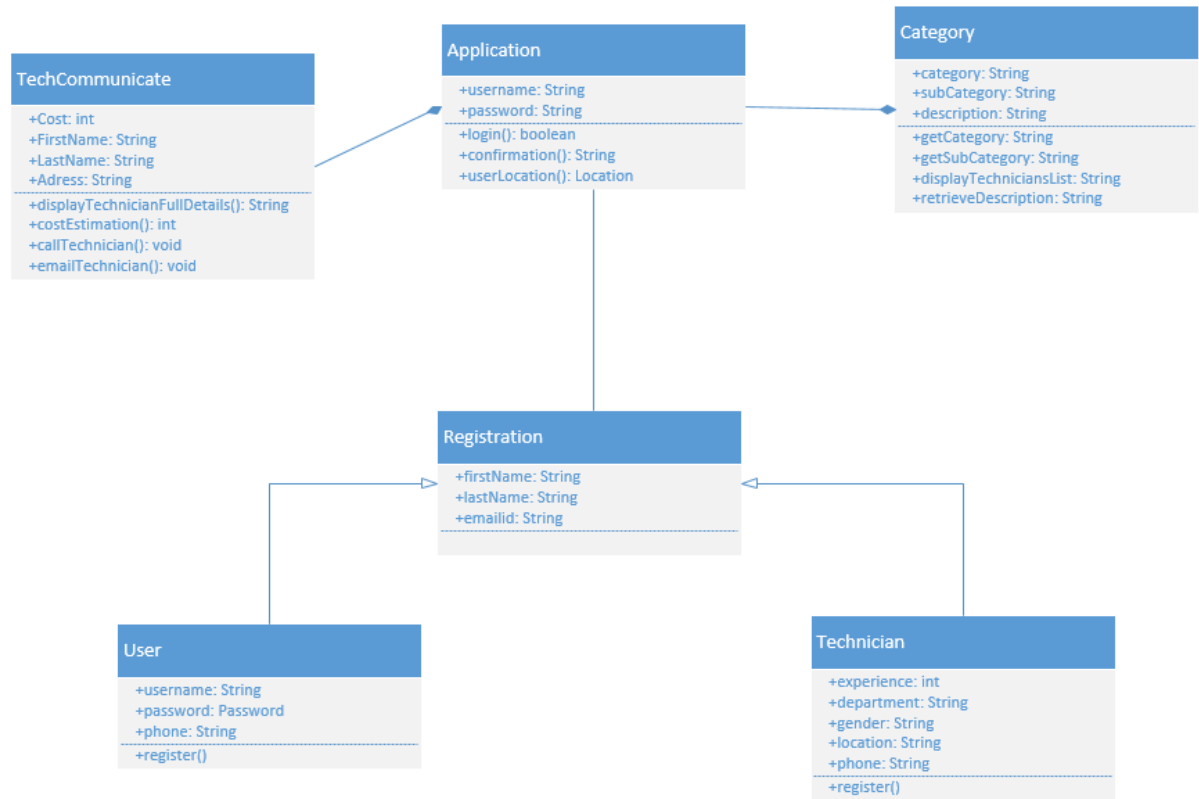 TechCommunicate
+Cost: int
+FirstName: String
+LastName: String
+Adress: String
+displayTechnicianFullDetails(): String
+costEstimation(): int
+callTechnician(): void
+emailTechnician(): void
Application
+username: String
+password: String
+login(): boolean
+confirmation(): String
+userLocation(): Location
Category
+category: String
+subCategory: String
+description: String
+getCategory: String
+getSubCategory: String
+displayTechniciansList: String
+retrieveDescription: String
Registration
+firstName: String
+lastName: String
+emailid: String
User
+username: String
+password: Password
+phone: String
+register()
Technician
+experience: int
+department: String
+gender: String
+location: String
+phone: String
+register()